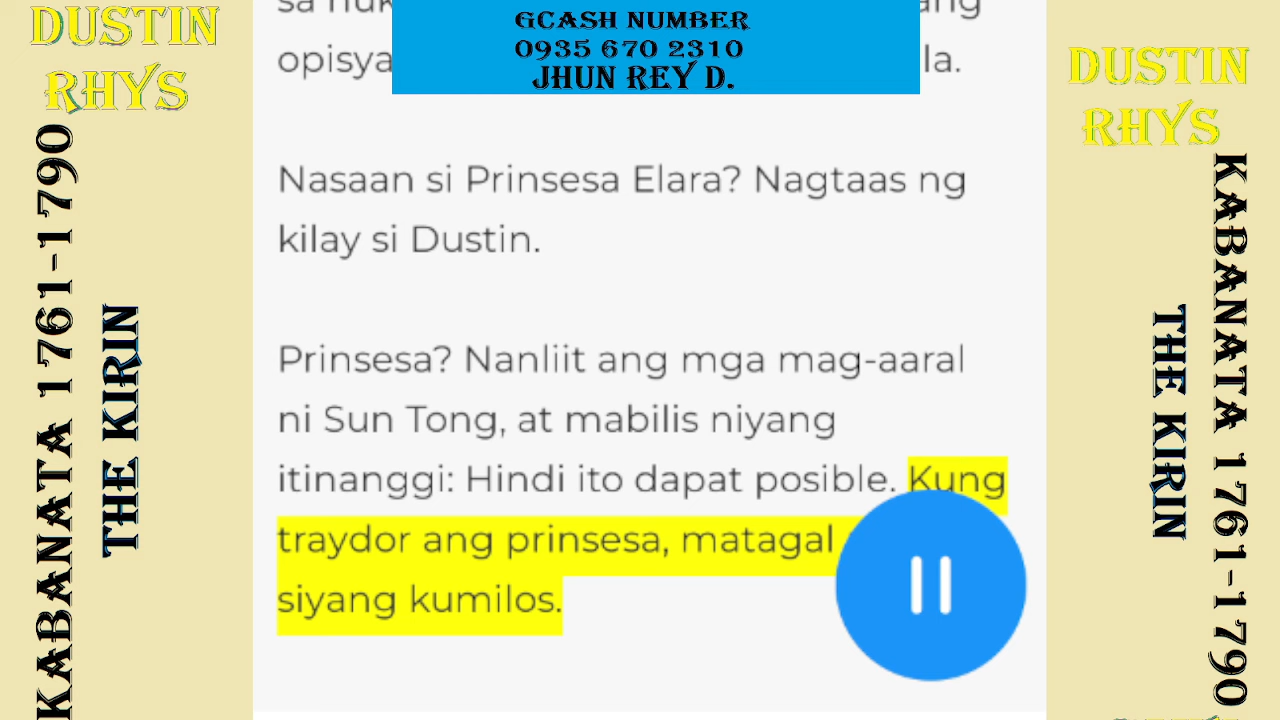 DUSTIN
RHYS
KABANATA 1761-1790
THE KIRIN
GCASH NUMBER
0935 670 2310
JHUN REY D.
opisya
la.
Nasaan si Prinsesa Elara? Nagtaas ng
kilay si Dustin.
Prinsesa? Nanliit ang mga mag-aaral
ni Sun Tong, at mabilis niyang
itinanggi: Hindi ito dapat posible. Kung
traydor ang prinsesa, matagal
siyang kumilos.
DUSTIN
RHYS
KABANATA 1761-1790
THE KIRIN